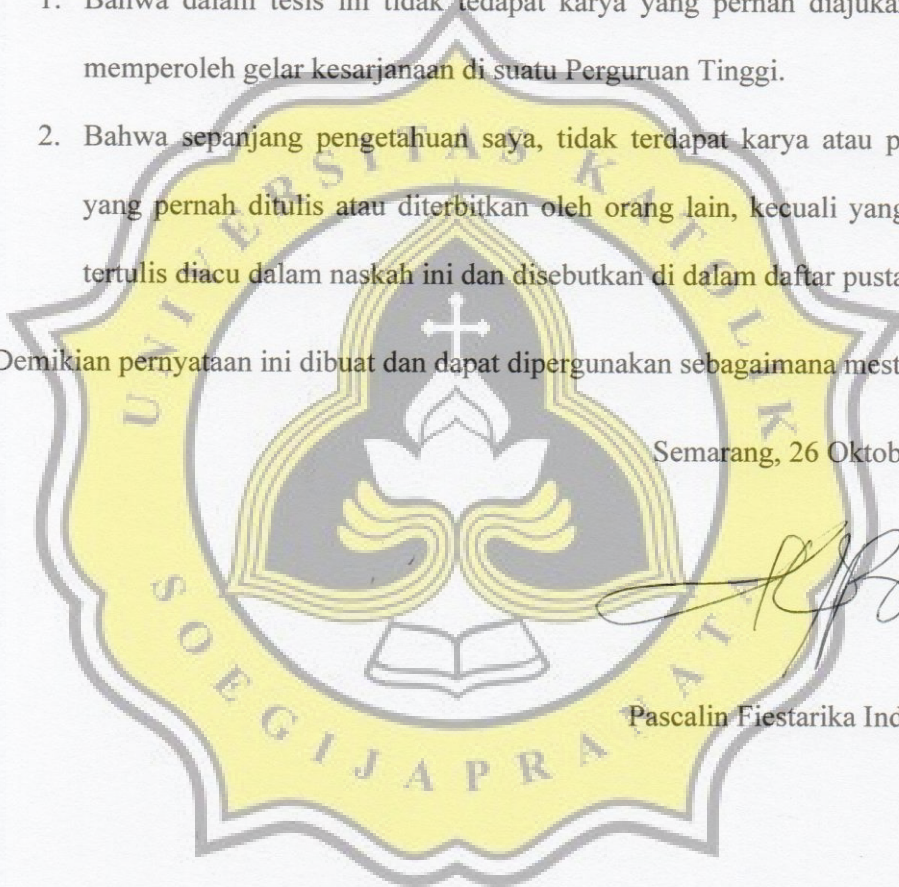 1. Bahwa dalam tesis ini tidak tedapat karya yang pernah diajukan
memperoleh gelar kesarjanaan di suatu Perguruan Tinggi.
2. Bahwa sepanjang pengetahuan saya, tidak terdapat karya atau p
yang pernah ditulis atau diterbitkan oleh orang lain, kecuali yang
tertulis diacu dalam naskah ini dan disebutkan di dalam daftar pusta
Demikian pernyataan ini dibuat dan dapat dipergunakan sebagaimana mest
Semarang, 26 Oktob
Pascalin Fiestarika Ind
UNIVERSITAS KATOLIK
SOEGIJAPRANATA